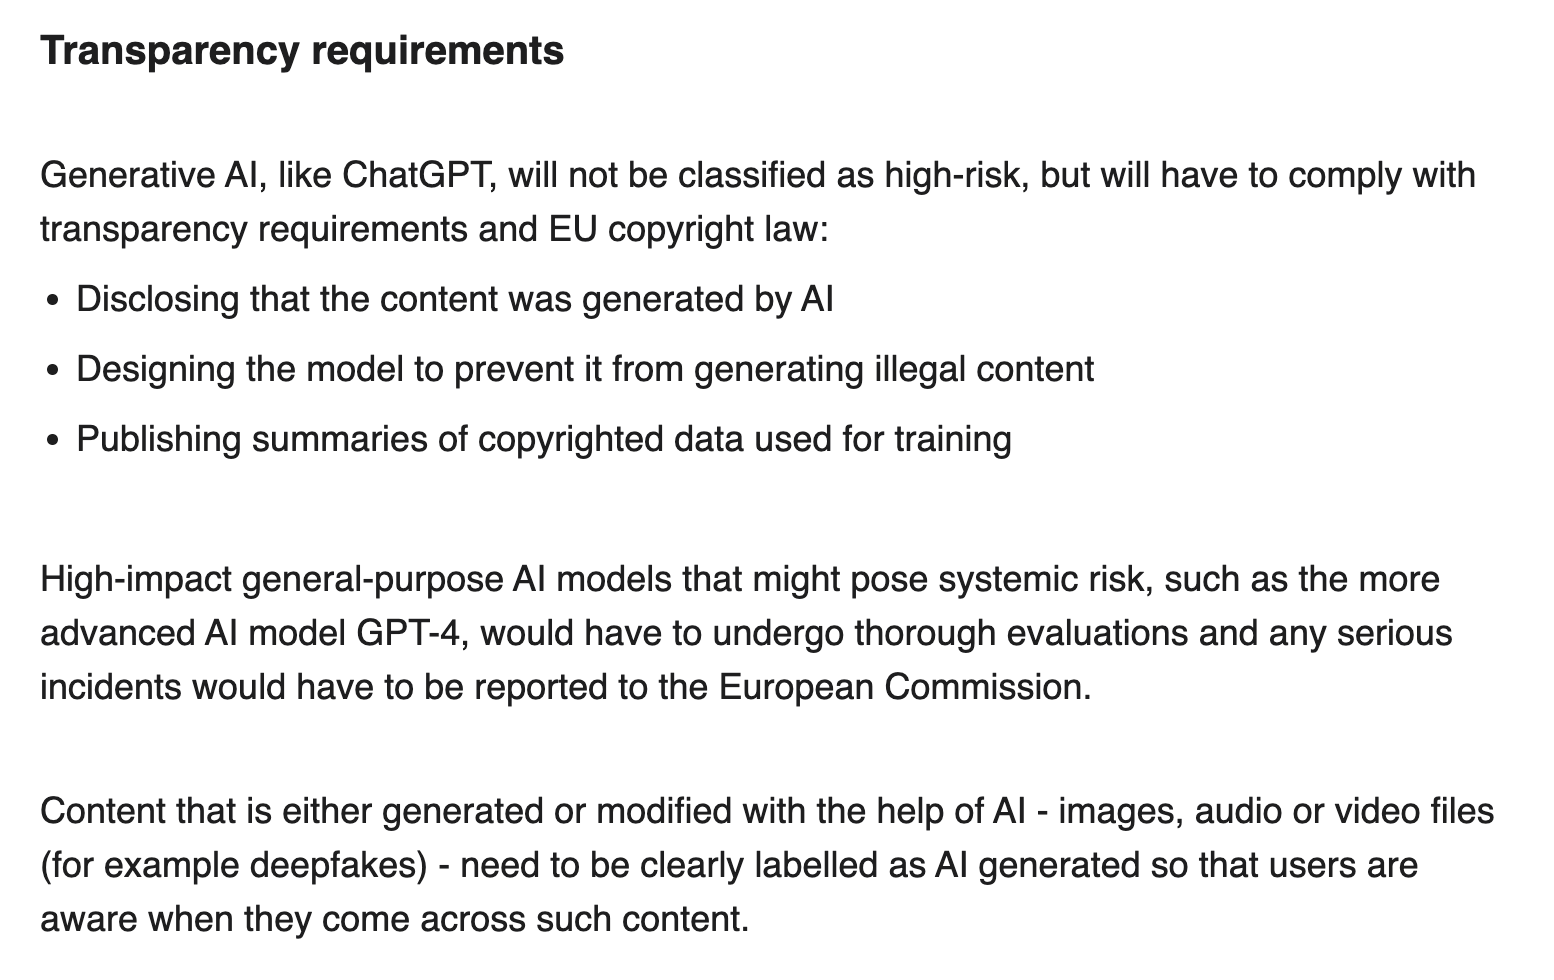 Transparency requirements
Generative AI, like ChatGPT, will not be classified as high-risk, but will have to comply with
transparency requirements and EU copyright law:
• Disclosing that the content was generated by AI
• Designing the model to prevent it from generating illegal content
• Publishing summaries of copyrighted data used for training
High-impact general-purpose AI models that might pose systemic risk, such as the more
advanced AI model GPT-4, would have to undergo thorough evaluations and any serious
incidents would have to be reported to the European Commission.
Content that is either generated or modified with the help of AI - images, audio or video files
(for example deepfakes) - need to be clearly labelled as AI generated so that users are
aware when they come across such content.